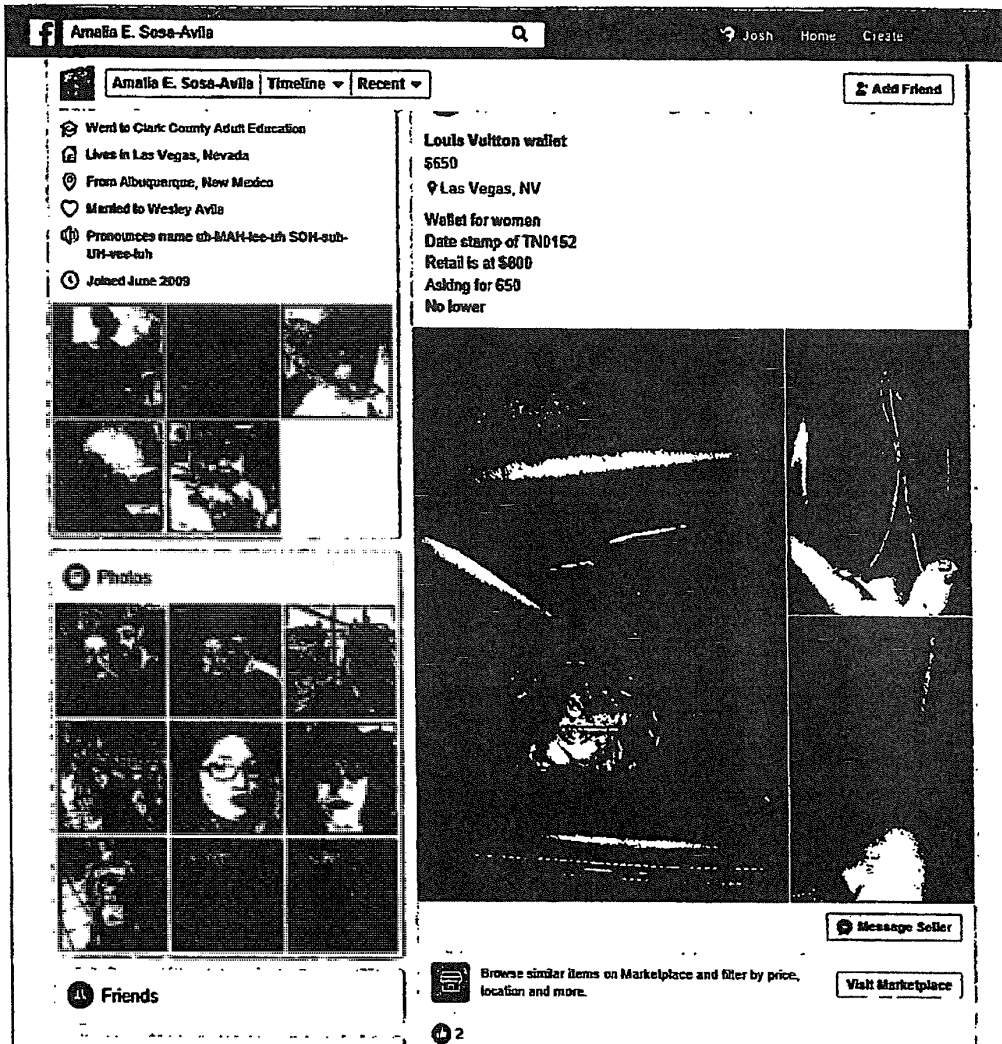 f Amalia E. Sosa-Avila
Josh Home Create
Amalia E. Sosa-Avila Timeline Recent
Add Friend
Went to Clark County Adult Education
Lives in Las Vegas, Nevada
From Albuquerque, New Mexico
Married to Wesley Avila
Pronounces name uh-MAH-lee-uh SOH-suh-
UH-vee-luh
Joined June 2009
Photos
Friends
Louis Vuitton wallet
$650
Las Vegas, NV
Wallet for women
Date stamp of TN0152
Retail is at $800
Asking for 650
No lower
Message Seller
Browse similar items on Marketplace and filter by price,
location and more.
Visit Marketplace
2